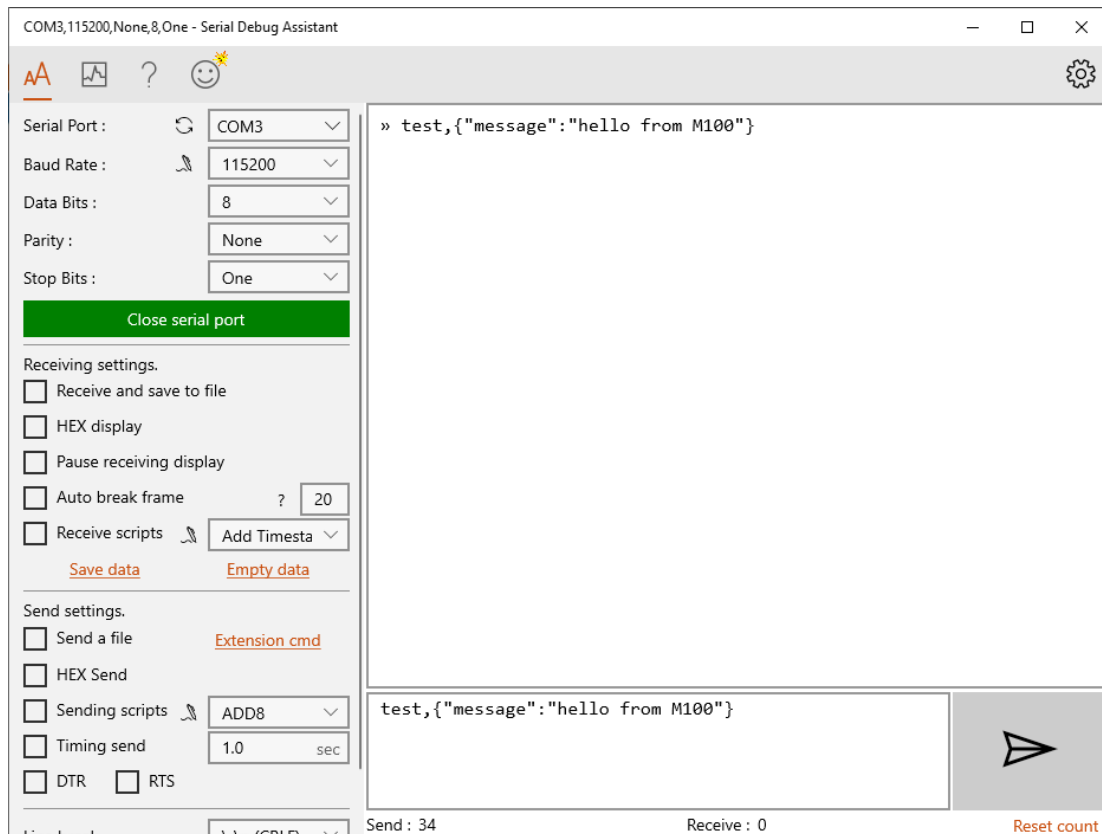 COM3,115200,None,8,One - Serial Debug Assistant
AA
Serial Port : COM3
Baud Rate : 115200
Data Bits : 8
Parity : None
Stop Bits : One
Close serial port
Receiving settings.
Receive and save to file
HEX display
Pause receiving display
Auto break frame ? 20
Receive scripts Add Timesta
Save data Empty data
Send settings.
Send a file Extension cmd
HEX Send
Sending scripts ADD8
Timing send 1.0 sec
DTR RTS
(CRLF)
» test,{"message":"hello from M100"}
test,{"message":"hello from M100"}
Send : 34 Receive : 0 Reset count